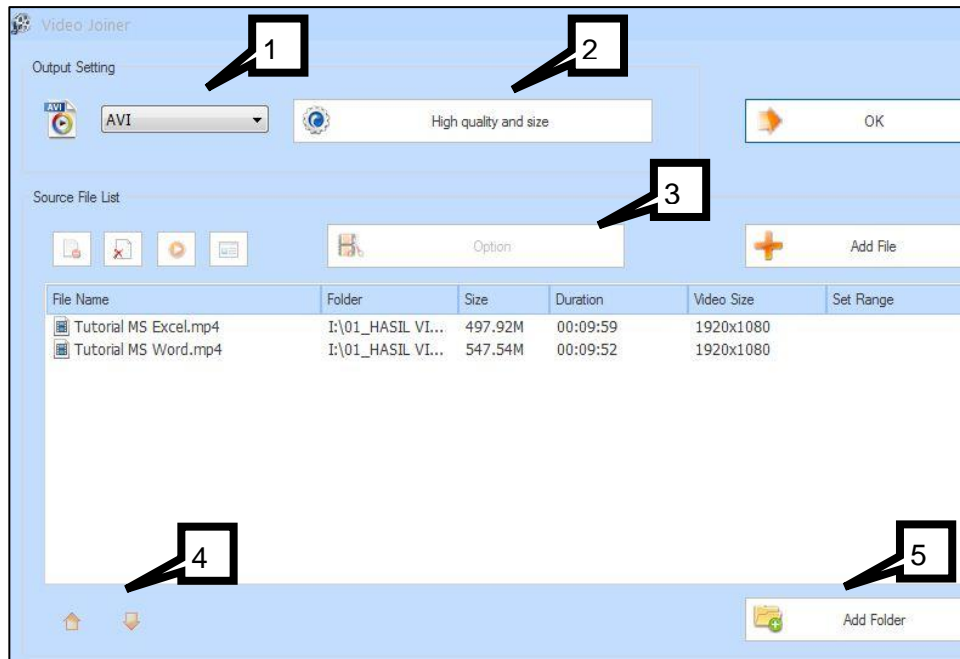 Video Joiner
1
2
Output Setting
AVI
AVI
High quality and size
OK
3
Source File List
Option
Add File
File Name Folder Size Duration Video Size Set Range
Tutorial MS Excel.mp4 I:\01_HASIL VI... 497.92M 00:09:59 1920x1080
Tutorial MS Word.mp4 I:\01_HASIL VI... 547.54M 00:09:52 1920x1080
4
5
Add Folder